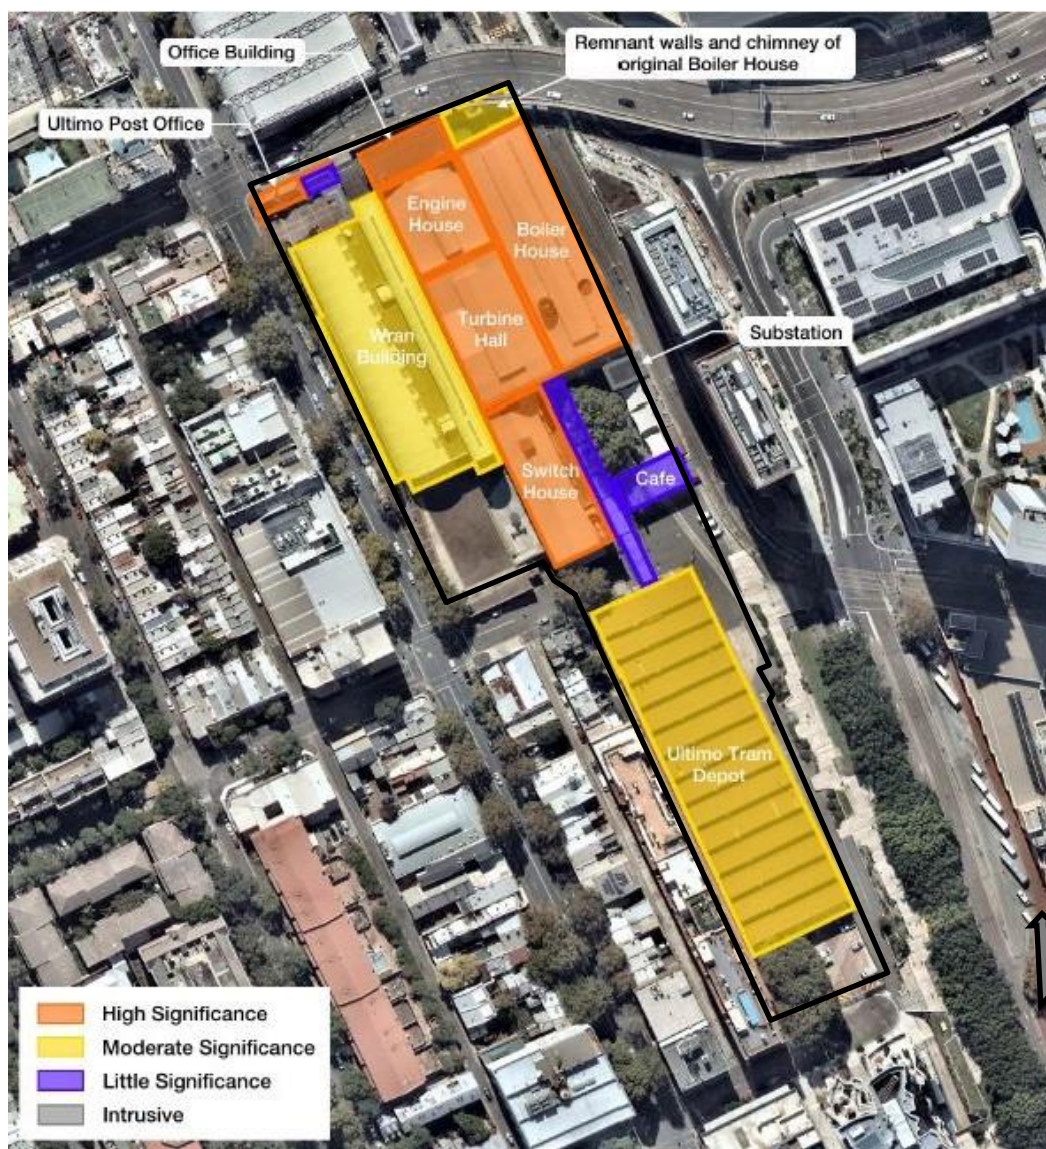 Office Building
Remnant walls and chimney of
original Boiler House
Ultimo Post Office
Engine
House
Boiler
House
Turbine
Hall
Substation
Wran
Building
Switch
House
Cafe
Ultimo Tram
Depot
High Significance
Moderate Significance
Little Significance
Intrusive